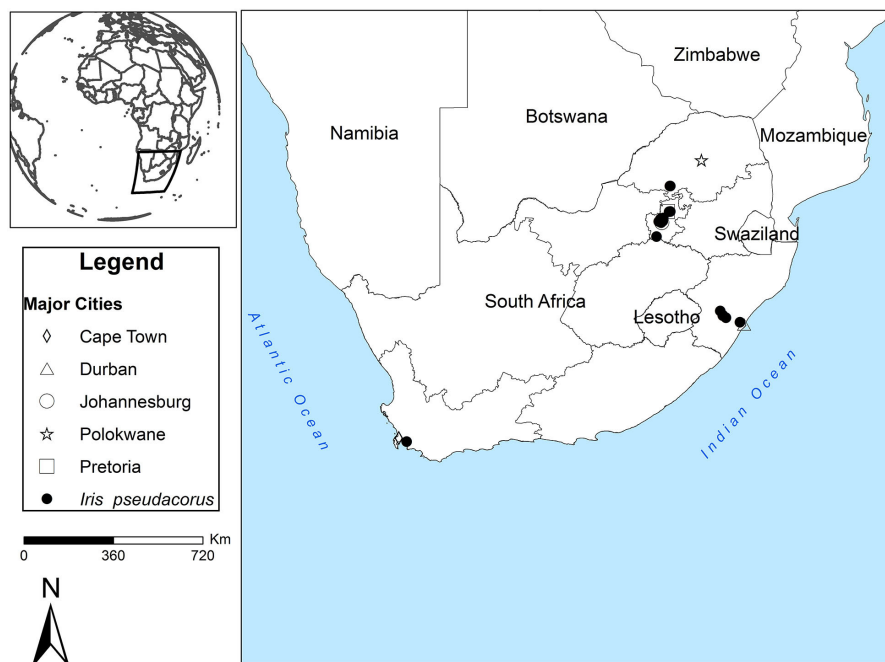 Zimbabwe
Botswana
Namibia
Mozambique
Swaziland
South Africa
Lesotho
Atlantic Ocean
Indian Ocean
Legend
Major Cities
Cape Town
Durban
Johannesburg
Polokwane
Pretoria
Iris pseudacorus
Km
0 360 720
N